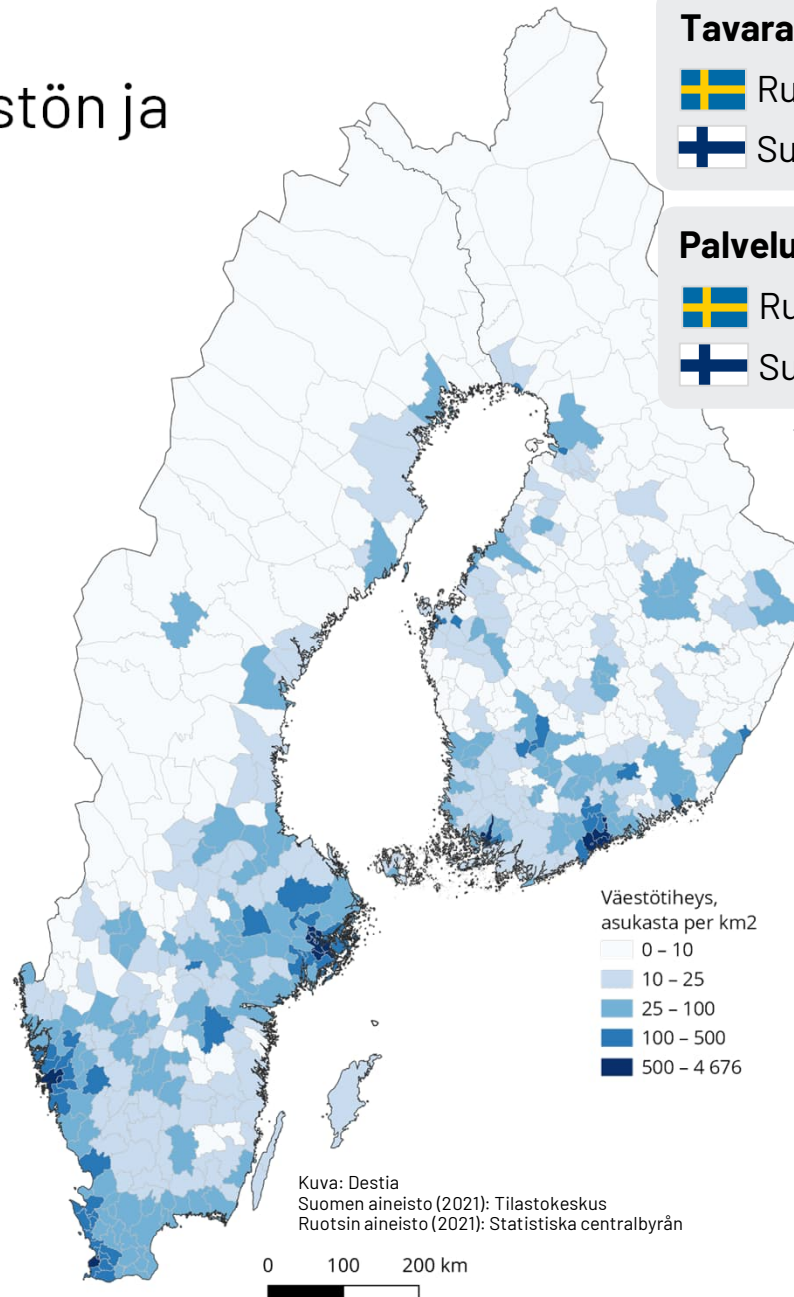 stön ja
Tavara
Ru
Su
Palvelu
Ru
Su
Väestötiheys,
asukasta per km2
0 – 10
10 – 25
25 – 100
100 – 500
500 – 4 676
Kuva: Destia
Suomen aineisto (2021): Tilastokeskus
Ruotsin aineisto (2021): Statistiska centralbyrån
0 100 200 km